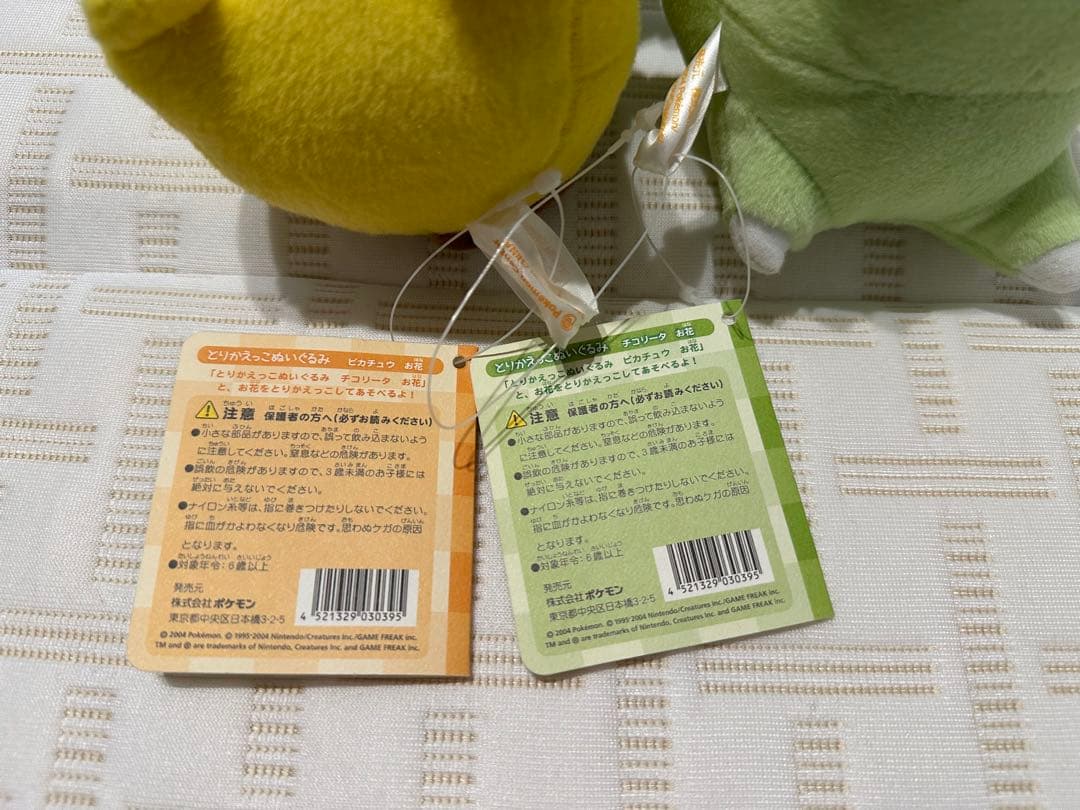 とりかえっこぬいぐるみ ピカチュウ お花
「とりかえっこぬいぐるみ チコリータ お花」
と、お花をとりかえっこしてあそべるよ！
注意 保護者の方へ(必ずお読みください)
●小さな部品がありますので、誤って飲み込まないよう
に注意してください。窒息などの危険があります。
●誤飲の危険がありますので、3歳未満のお子様には
絶対に与えないでください。
●ナイロン糸等は、指に巻きつけたりしないでください。
指に血がかよわなくなり危険です。思わぬケガの原因
となります。
●対象年令：6歳以上
発売元
株式会社ポケモン
東京都中央区日本橋3-2-5
4 521329 030395
© 2004 Pokémon. © 1995-2004 Nintendo/Creatures Inc./GAME FREAK inc.
TM and ® are trademarks of Nintendo, Creatures Inc. and GAME FREAK inc.
とりかえっこぬいぐるみ チコリータ お花
「とりかえっこぬいぐるみ ピカチュウ お花」
と、お花をとりかえっこしてあそべるよ！
注意 保護者の方へ(必ずお読みください)
●小さな部品がありますので、誤って飲み込まないよう
に注意してください。窒息などの危険があります。
●誤飲の危険がありますので、3歳未満のお子様には
絶対に与えないでください。
●ナイロン糸等は、指に巻きつけたりしないでください。
指に血がかよわなくなり危険です。思わぬケガの原因
となります。
●対象年令：6歳以上
発売元
株式会社ポケモン
東京都中央区日本橋3-2-5
4 521329 030395
© 2004 Pokémon. © 1995-2004 Nintendo/Creatures Inc./GAME FREAK inc.
TM and ® are trademarks of Nintendo, Creatures Inc. and GAME FREAK inc.